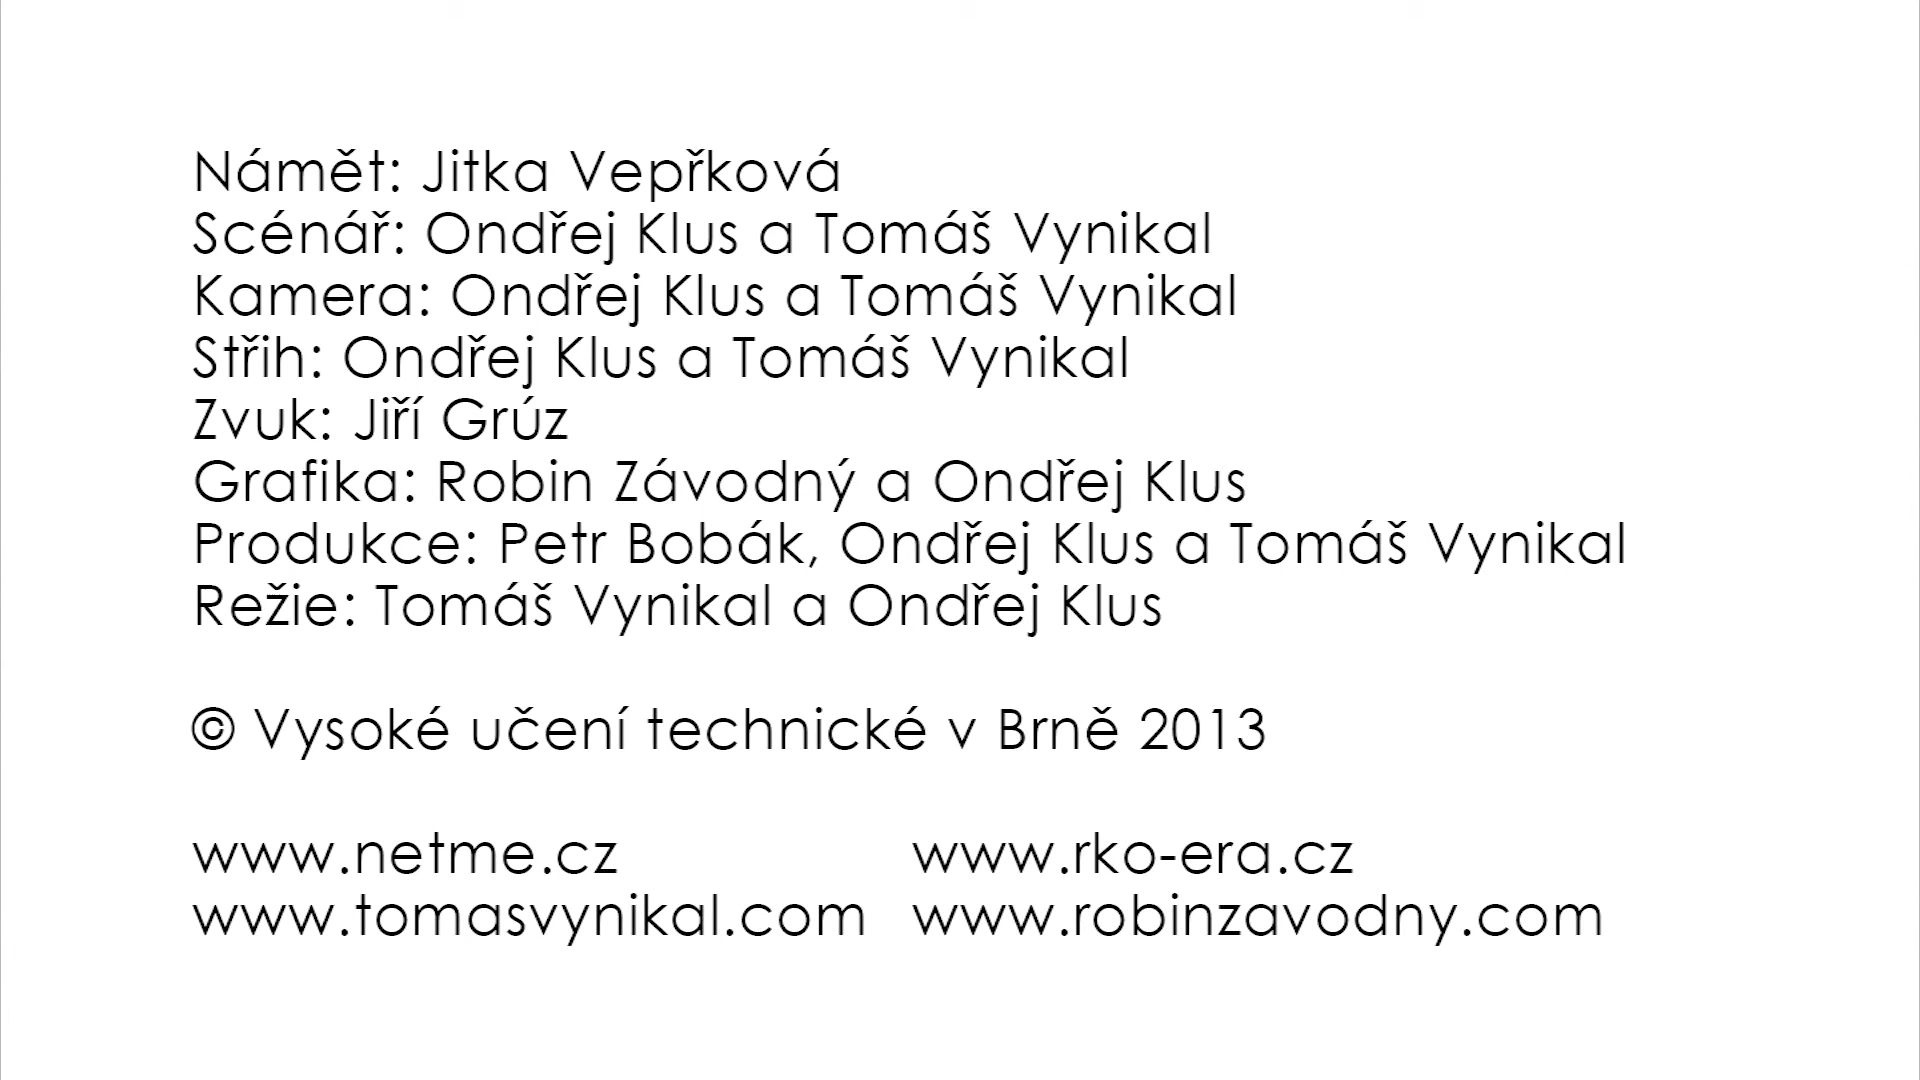 Námět: Jitka Vepřková
Scénář: Ondřej Klus a Tomáš Vynikal
Kamera: Ondřej Klus a Tomáš Vynikal
Střih: Ondřej Klus a Tomáš Vynikal
Zvuk: Jiří Grúz
Grafika: Robin Závodný a Ondřej Klus
Produkce: Petr Bobák, Ondřej Klus a Tomáš Vynikal
Režie: Tomáš Vynikal a Ondřej Klus
© Vysoké učení technické v Brně 2013
www.netme.cz www.rko-era.cz
www.tomasvynikal.com www.robinzavodny.com